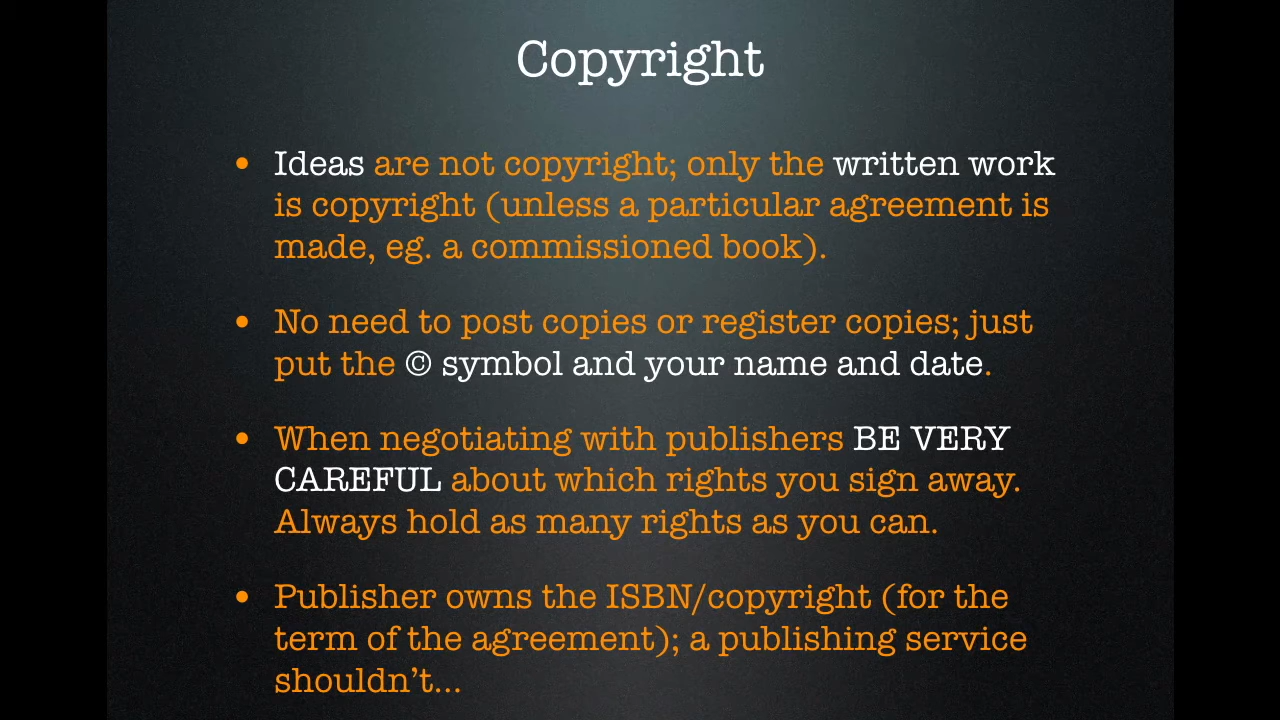 Copyright
• Ideas are not copyright; only the written work
is copyright (unless a particular agreement is
made, eg. a commissioned book).
• No need to post copies or register copies; just
put the © symbol and your name and date.
• When negotiating with publishers BE VERY
CAREFUL about which rights you sign away.
Always hold as many rights as you can.
• Publisher owns the ISBN/copyright (for the
term of the agreement); a publishing service
shouldn't...